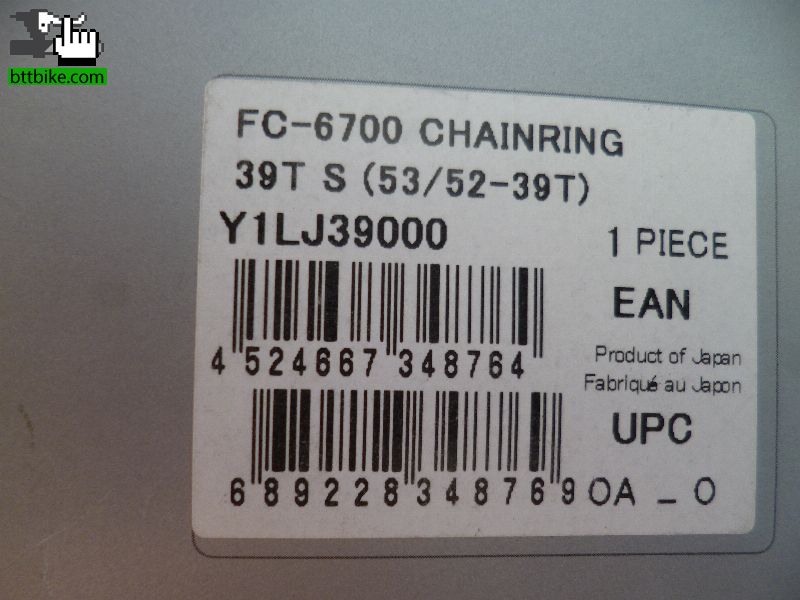 bttbike.com
FC-6700 CHAINRING
39T S (53/52-39T)
Y1LJ39000
1 PIECE
EAN
4 524667 348764
Product of Japan
Fabriqué au Japon
UPC
6 89228 34876 9
OA _ O